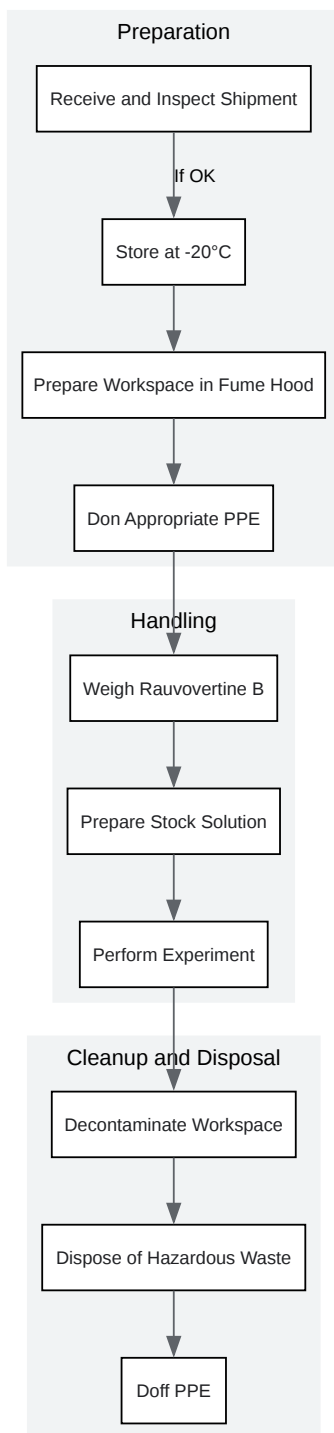 Preparation
Receive and Inspect Shipment
If OK
Store at -20°C
Prepare Workspace in Fume Hood
Don Appropriate PPE
Handling
Weigh Rauvovertine B
Prepare Stock Solution
Perform Experiment
Cleanup and Disposal
Decontaminate Workspace
Dispose of Hazardous Waste
Doff PPE